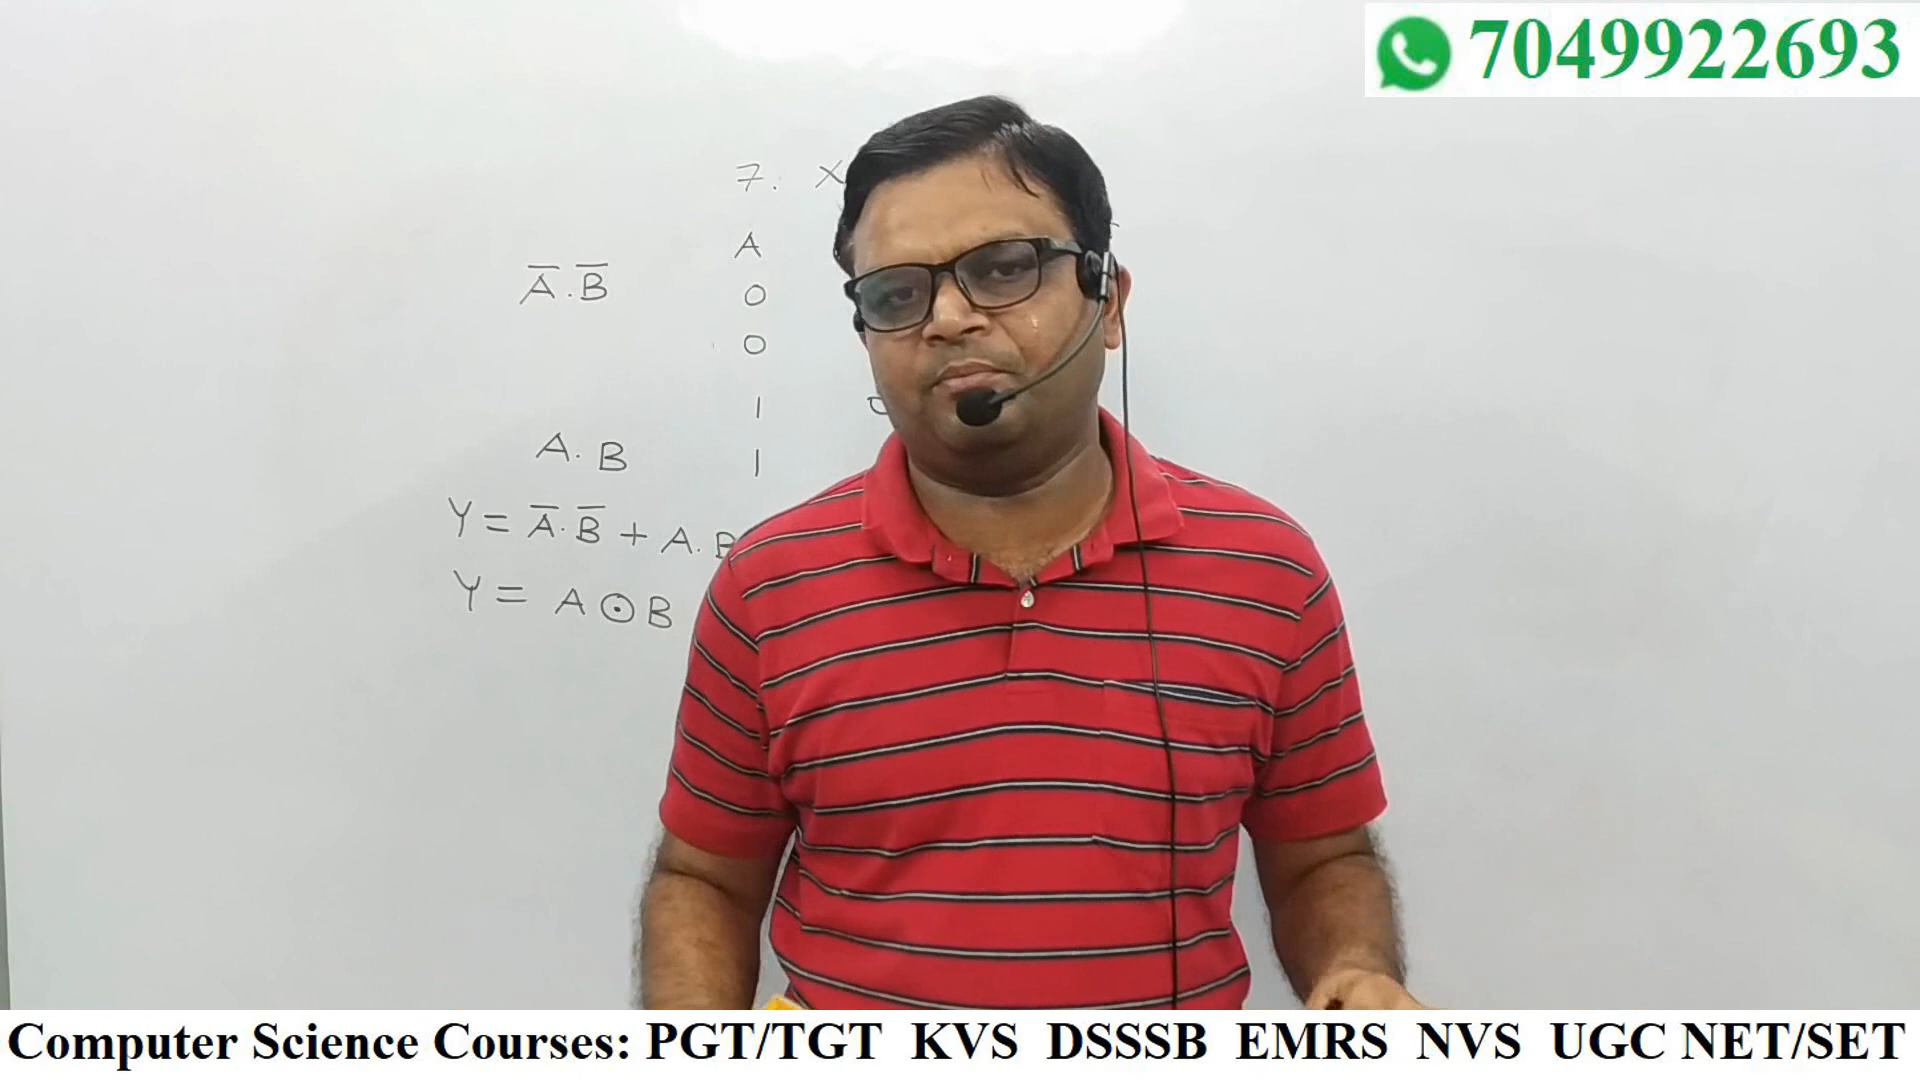 7049922693
7. X
A
A̅.B̅ 0
0
1
A.B 1
Y = A̅.B̅ + A.B
Y = A⊙B
Computer Science Courses: PGT/TGT KVS DSSSB EMRS NVS UGC NET/SET